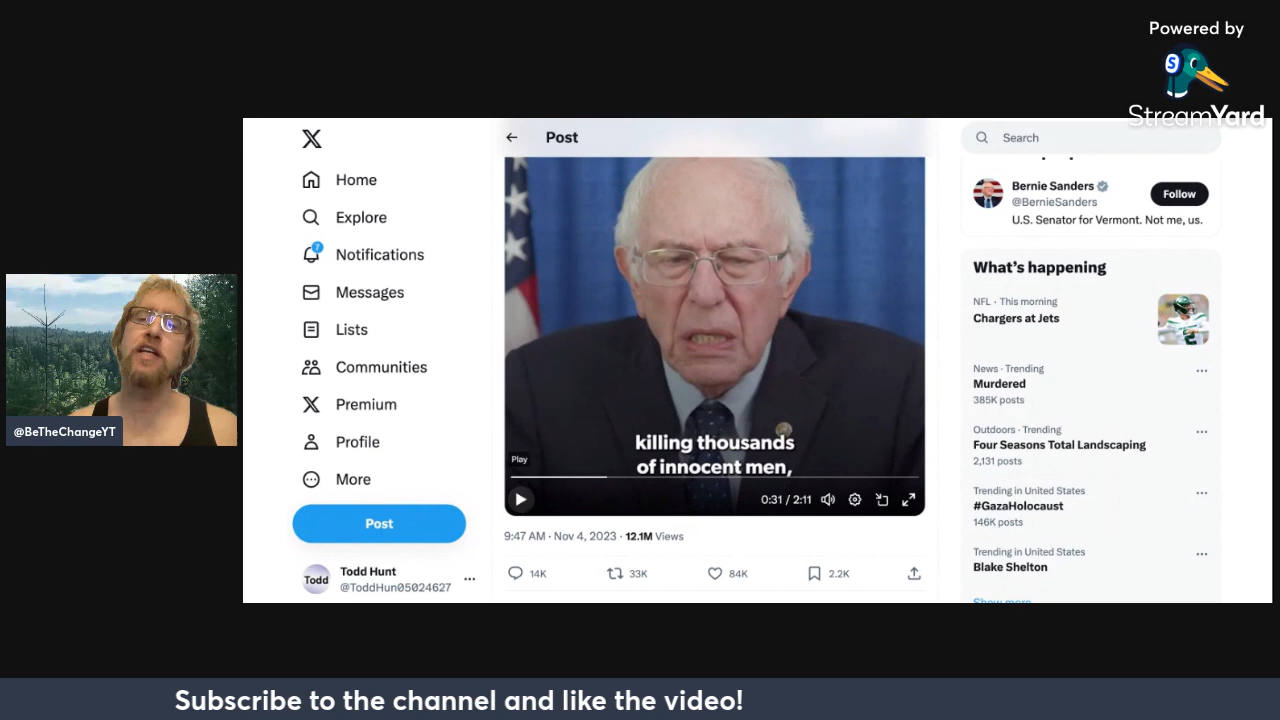 Powered by
StreamYard
@BeTheChangeYT
Home
Explore
7
Notifications
Messages
Lists
Communities
Premium
Profile
More
Post
Todd
Todd Hunt
@ToddHun05024627
Post
killing thousands
of innocent men,
Play
0:31 / 2:11
9:47 AM · Nov 4, 2023 · 12.1M Views
14K 33K 84K 2.2K
Search
Bernie Sanders
@BernieSanders
Follow
U.S. Senator for Vermont. Not me, us.
What's happening
NFL · This morning
Chargers at Jets
News · Trending
Murdered
385K posts
Outdoors · Trending
Four Seasons Total Landscaping
2,131 posts
Trending in United States
#GazaHolocaust
146K posts
Trending in United States
Blake Shelton
Show more
Subscribe to the channel and like the video!